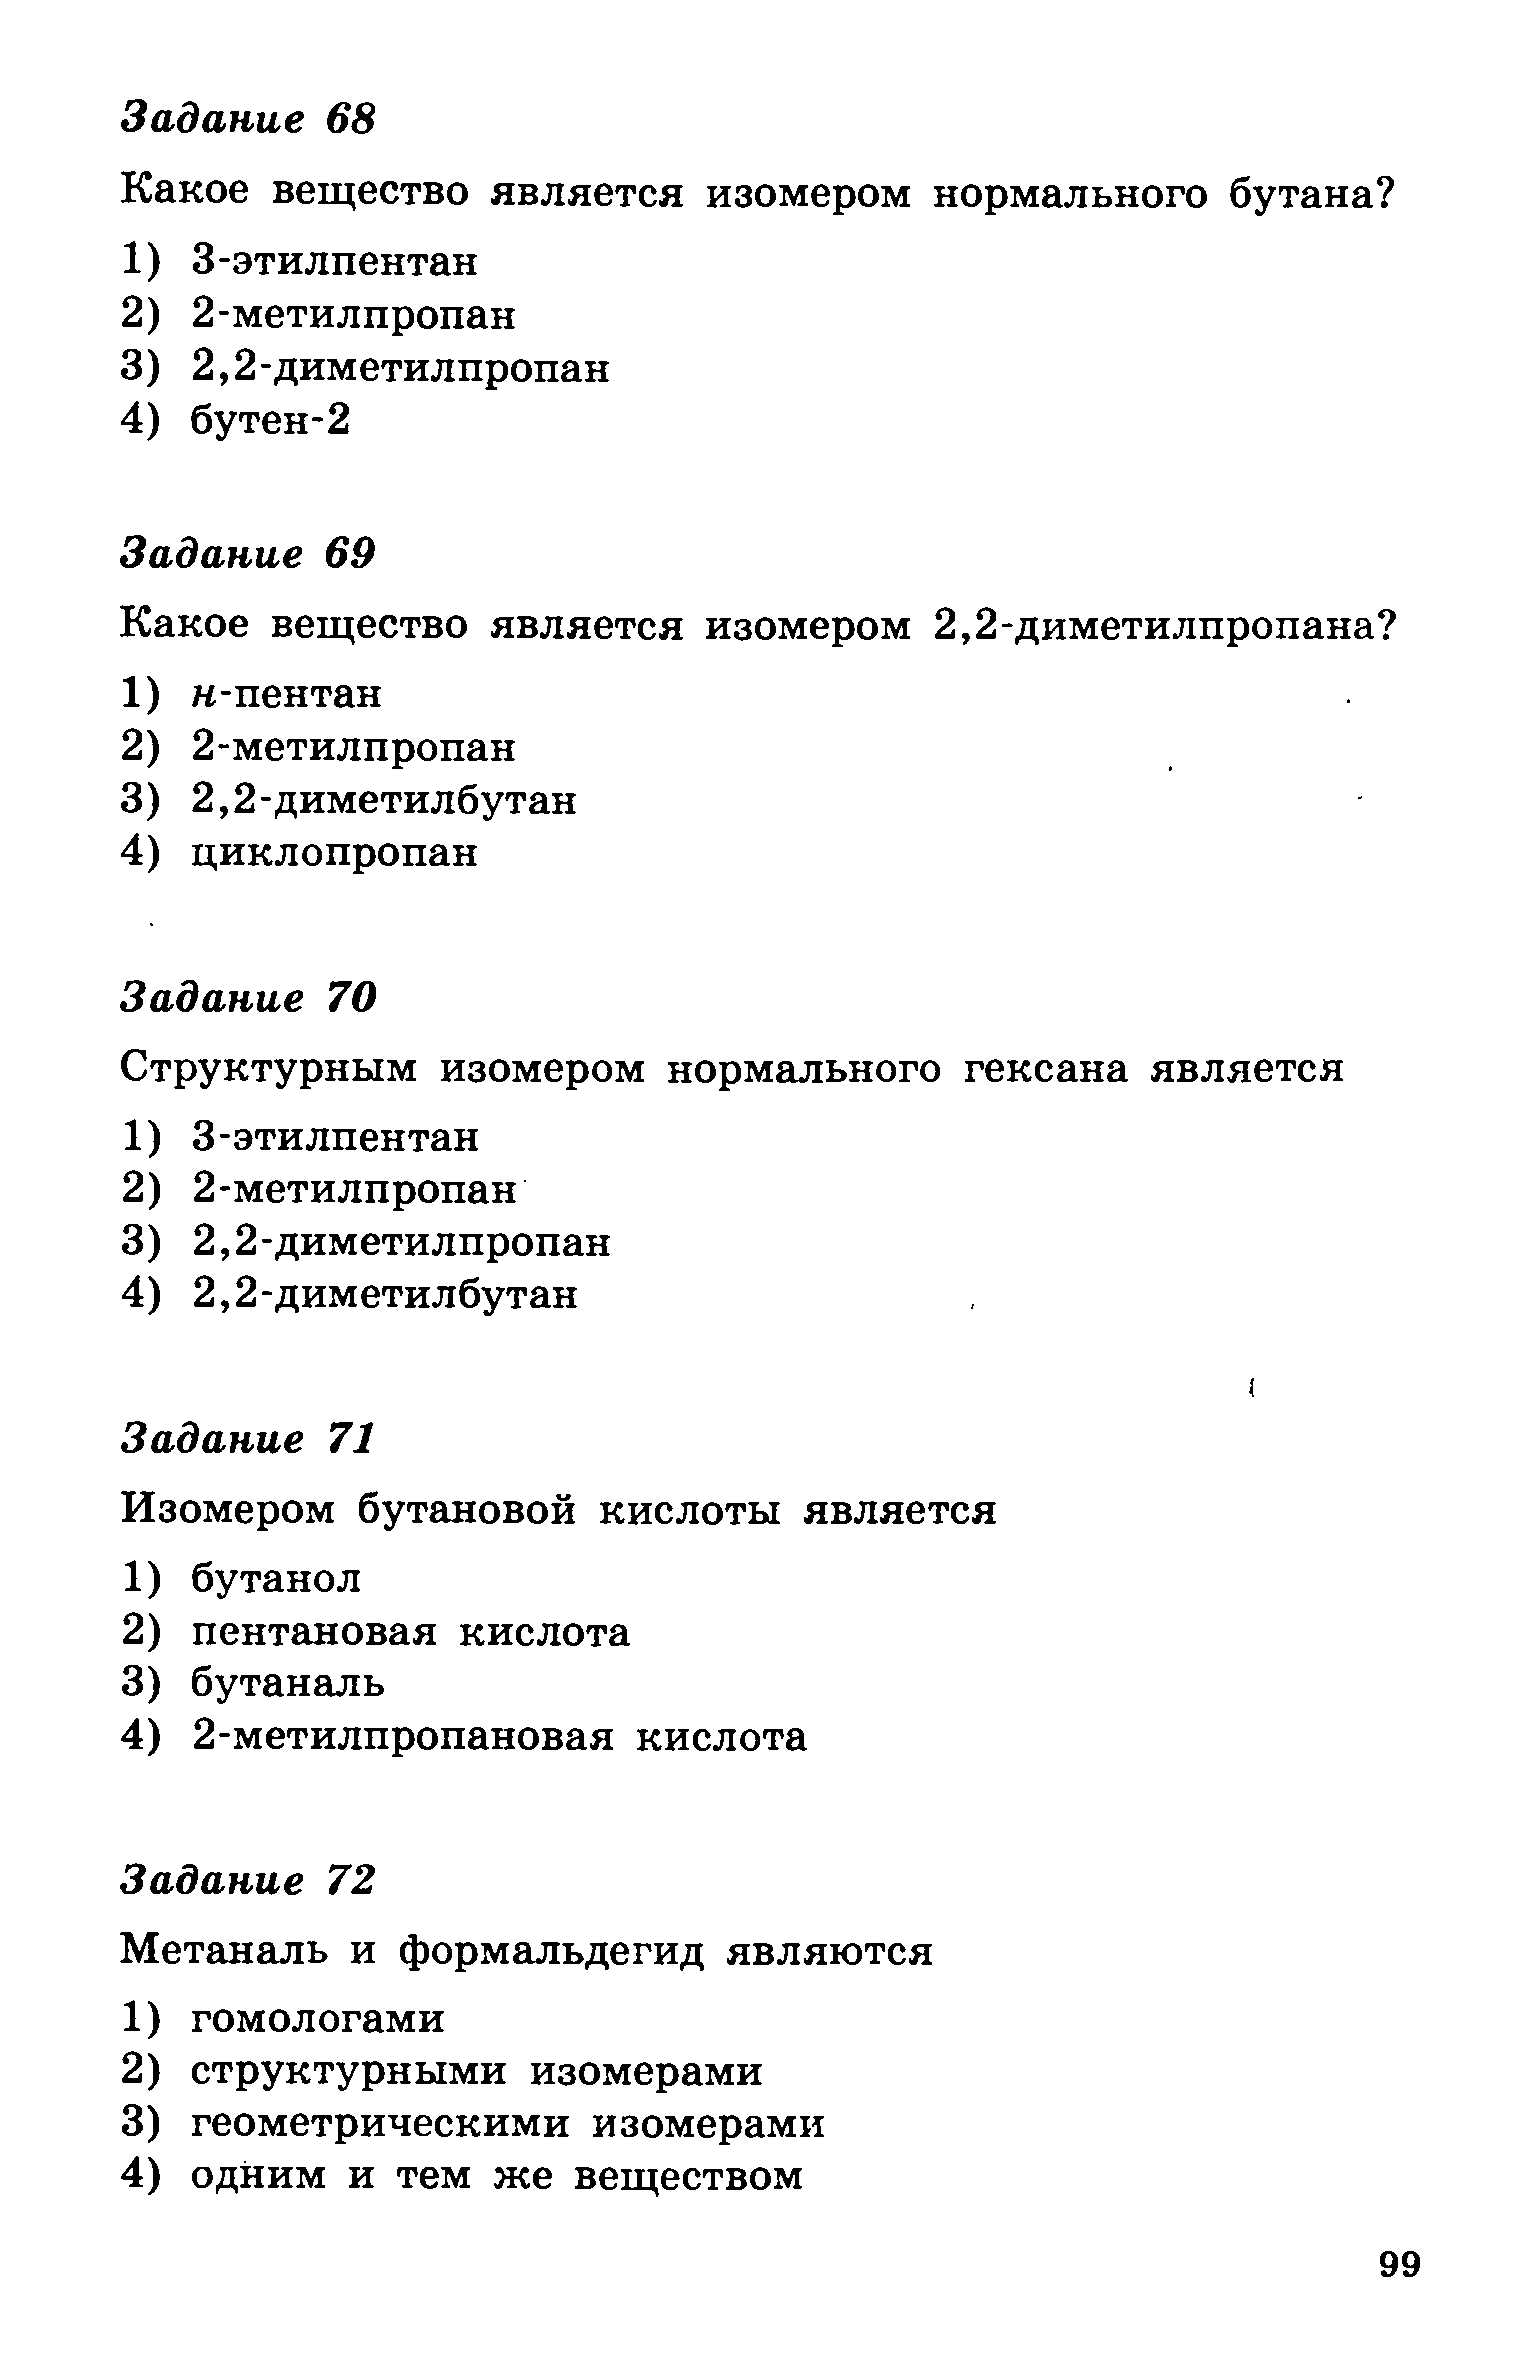 Задание 68
Какое вещество является изомером нормального бутана?
1) 3-этилпентан
2) 2-метилпропан
3) 2,2-диметилпропан
4) бутен-2
Задание 69
Какое вещество является изомером 2,2-диметилпропана?
1) н-пентан
2) 2-метилпропан
3) 2,2-диметилбутан
4) циклопропан
Задание 70
Структурным изомером нормального гексана является
1) 3-этилпентан
2) 2-метилпропан
3) 2,2-диметилпропан
4) 2,2-диметилбутан
Задание 71
Изомером бутановой кислоты является
1) бутанол
2) пентановая кислота
3) бутаналь
4) 2-метилпропановая кислота
Задание 72
Метаналь и формальдегид являются
1) гомологами
2) структурными изомерами
3) геометрическими изомерами
4) одним и тем же веществом
99